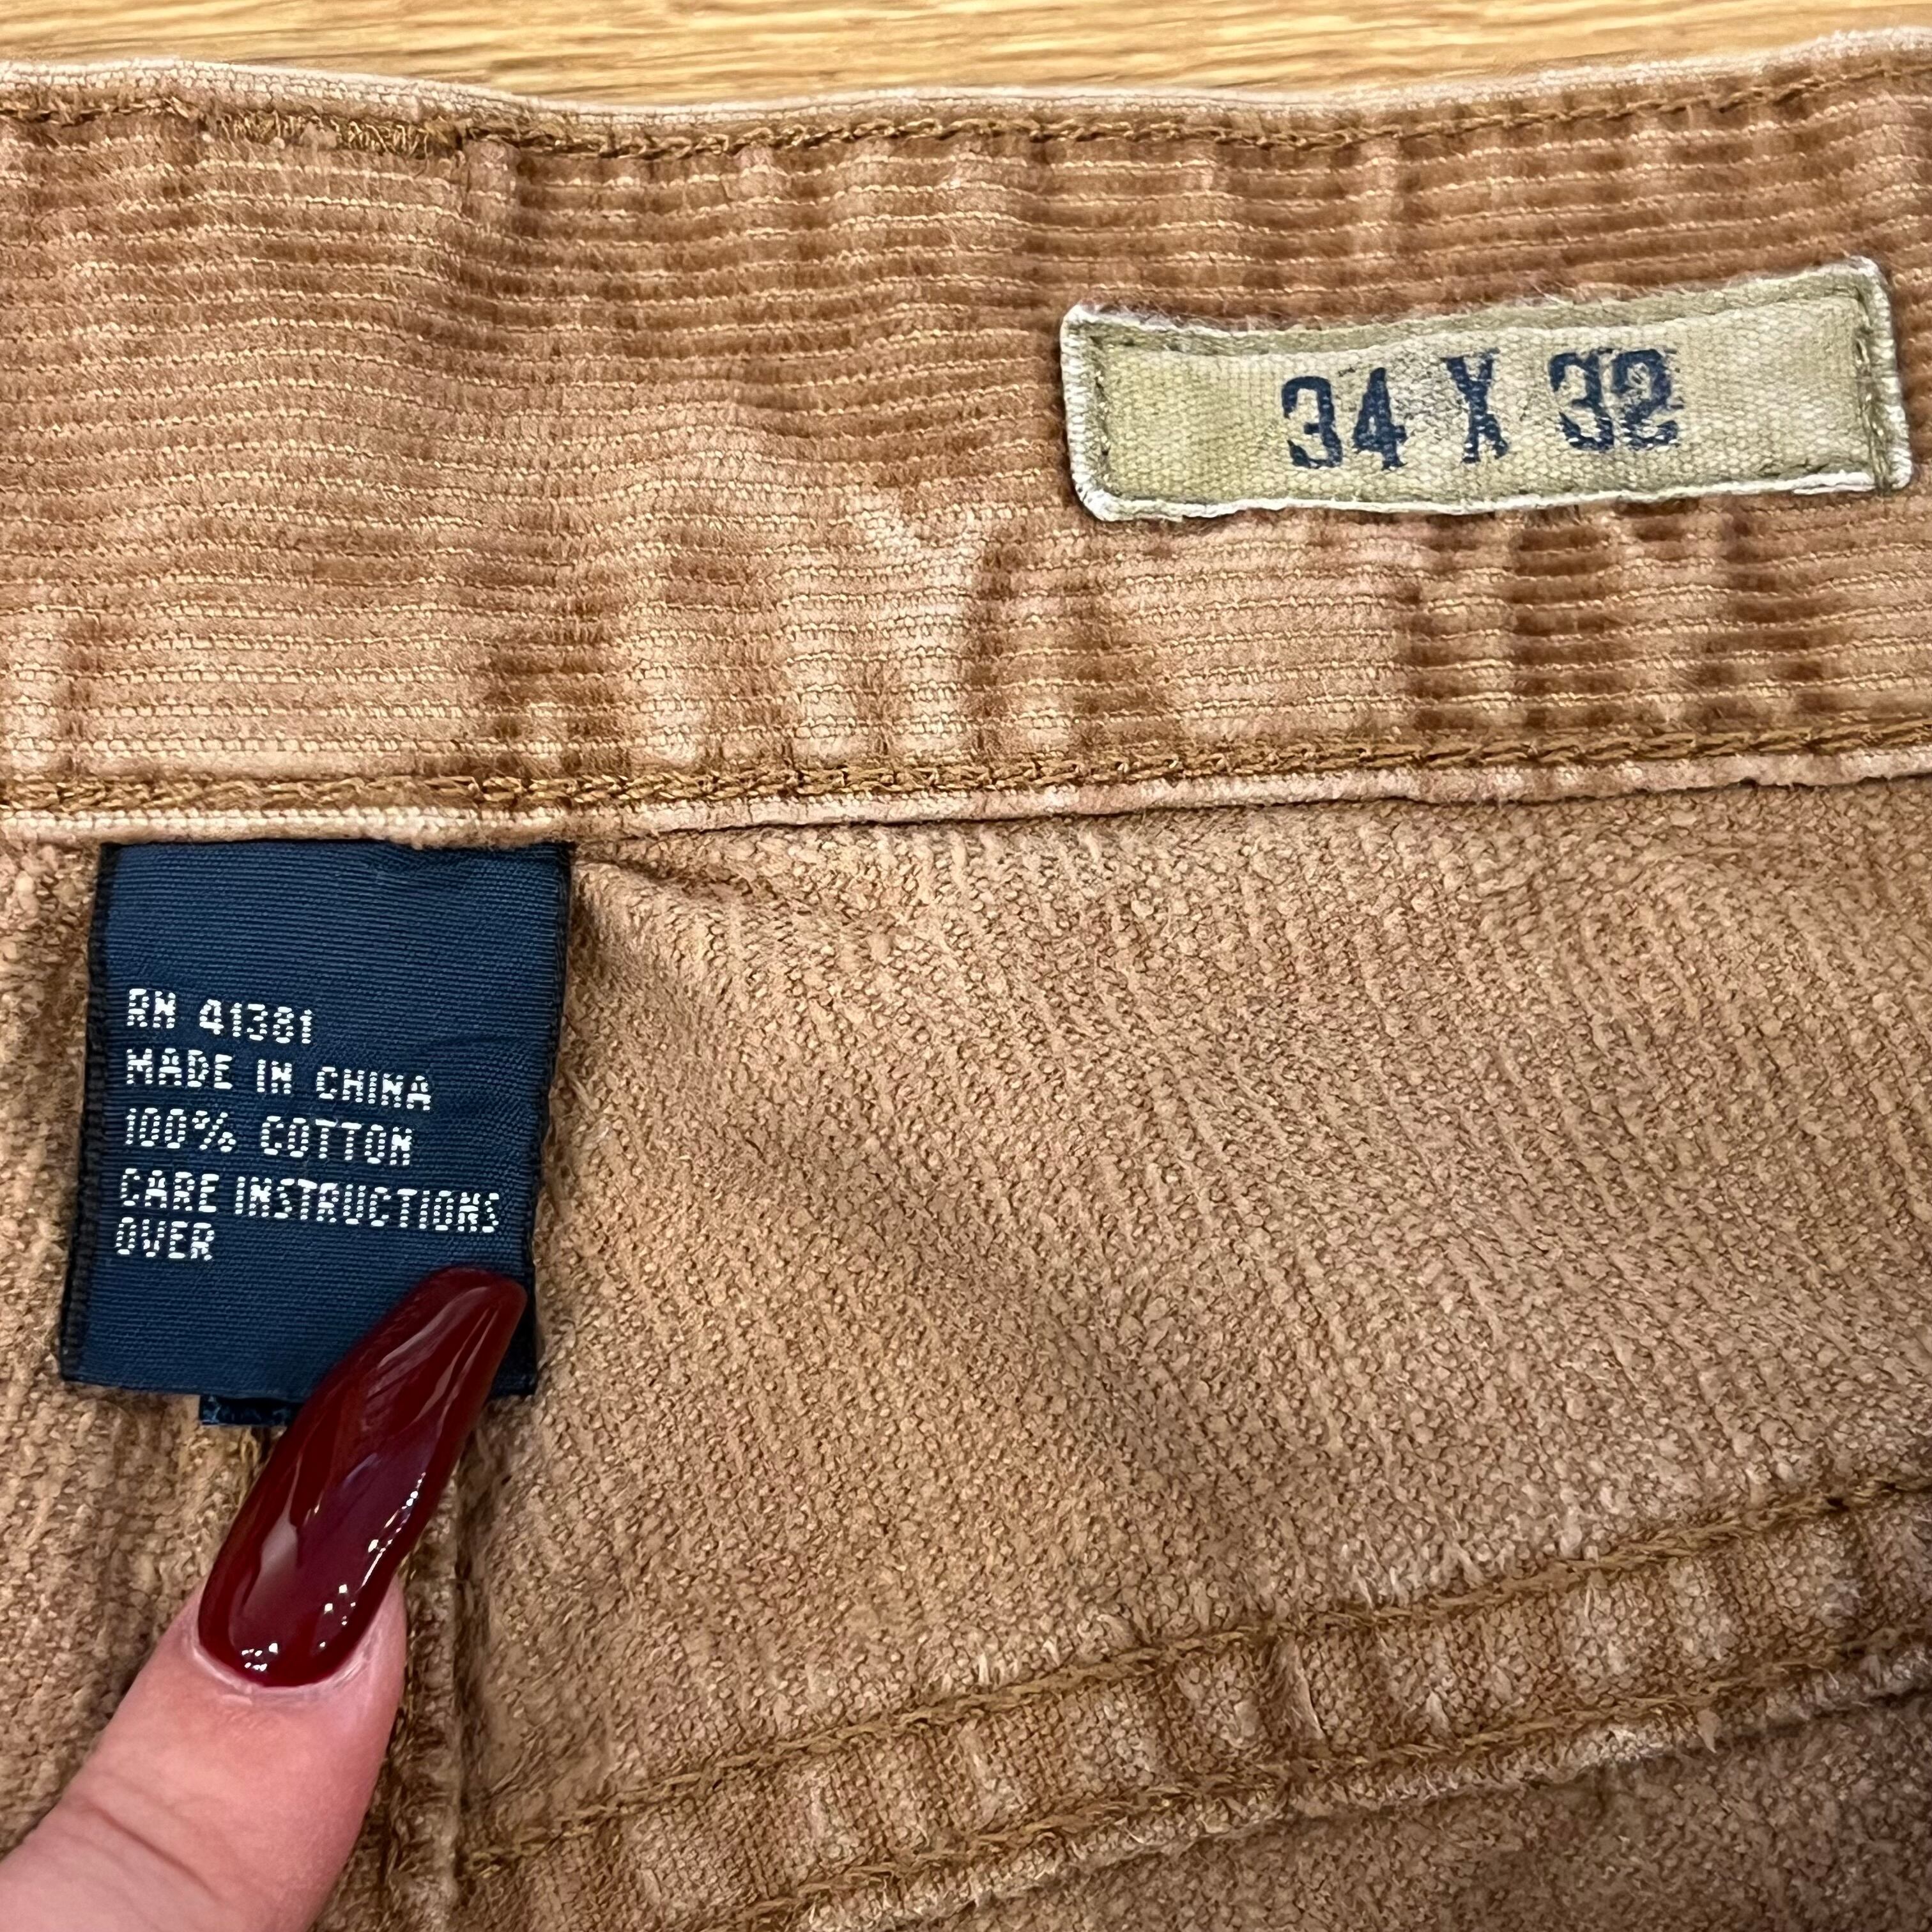 34 X 32
RN 41381
MADE IN CHINA
100% COTTON
CARE INSTRUCTIONS
OVER